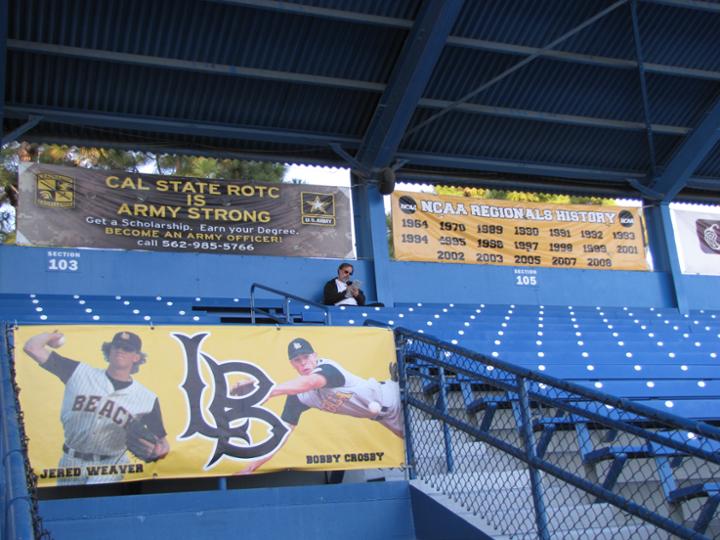 CAL STATE ROTC
IS
ARMY STRONG
Get a Scholarship. Earn your Degree.
BECOME AN ARMY OFFICER!
call 562-985-5766
U.S. ARMY
NCAA
NCAA REGIONALS HISTORY
NCAA
1964 1970 1989 1990 1991 1992 1993
1994 1995 1996 1997 1998 1999 2001
2002 2003 2005 2007 2008
SECTION
103
SECTION
105
BEACH
LB
JERED WEAVER
BOBBY CROSBY